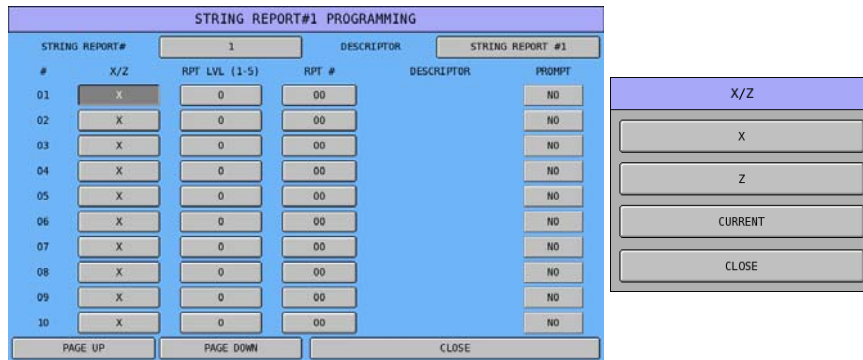 STRING REPORT#1 PROGRAMMING
STRING REPORT# 1 DESCRIPTOR STRING REPORT #1
# X/Z RPT LVL (1-5) RPT # DESCRIPTOR PROMPT
01 X 0 00 NO
02 X 0 00 NO
03 X 0 00 NO
04 X 0 00 NO
05 X 0 00 NO
06 X 0 00 NO
07 X 0 00 NO
08 X 0 00 NO
09 X 0 00 NO
10 X 0 00 NO
PAGE UP PAGE DOWN CLOSE
X/Z
X
Z
CURRENT
CLOSE